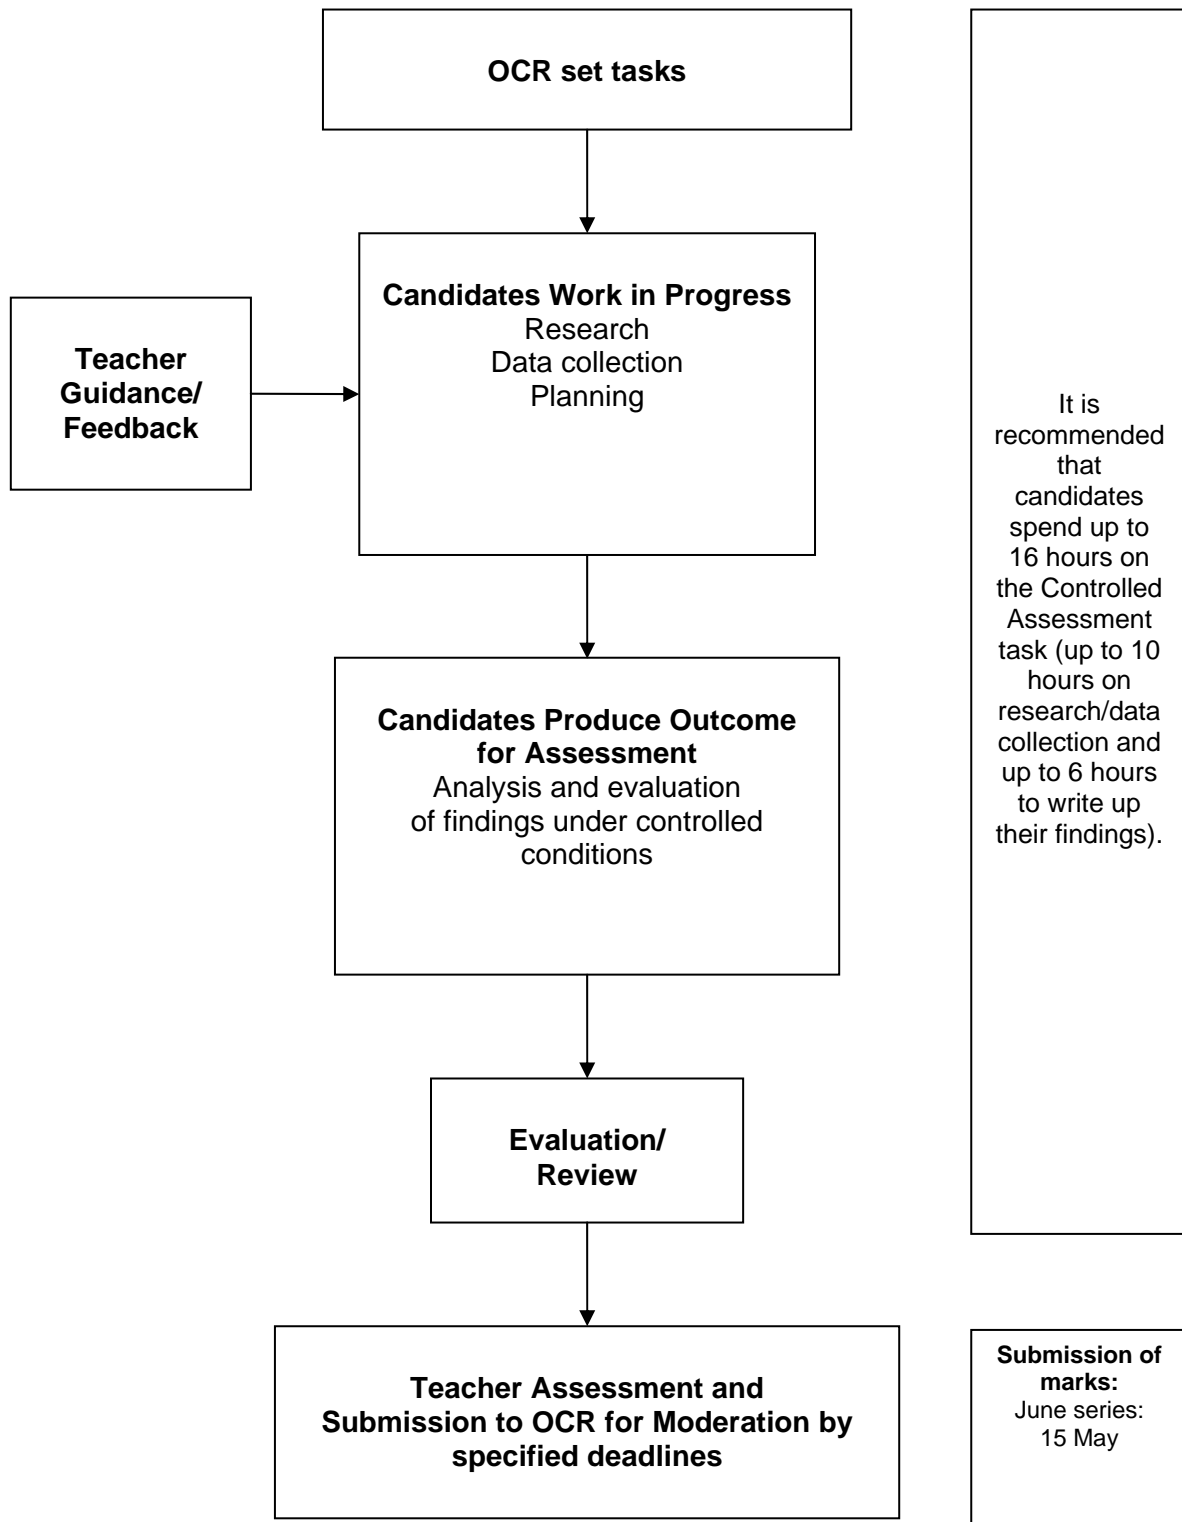 OCR set tasks
Candidates Work in Progress
Research
Data collection
Planning
Teacher
Guidance/
Feedback
Candidates Produce Outcome
for Assessment
Analysis and evaluation
of findings under controlled
conditions
Evaluation/
Review
Teacher Assessment and
Submission to OCR for Moderation by
specified deadlines
It is
recommended
that
candidates
spend up to
16 hours on
the Controlled
Assessment
task (up to 10
hours on
research/data
collection and
up to 6 hours
to write up
their findings).
Submission of
marks:
June series:
15 May